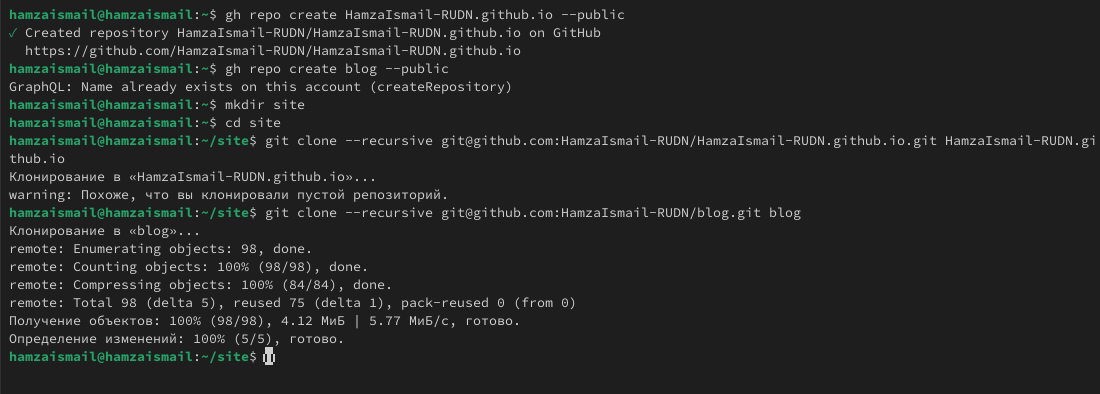 hamzaismail@hamzaismail:~$ gh repo create HamzaIsmail-RUDN.github.io --public
✓ Created repository HamzaIsmail-RUDN/HamzaIsmail-RUDN.github.io on GitHub
  https://github.com/HamzaIsmail-RUDN/HamzaIsmail-RUDN.github.io
hamzaismail@hamzaismail:~$ gh repo create blog --public
GraphQL: Name already exists on this account (createRepository)
hamzaismail@hamzaismail:~$ mkdir site
hamzaismail@hamzaismail:~$ cd site
hamzaismail@hamzaismail:~/site$ git clone --recursive git@github.com:HamzaIsmail-RUDN/HamzaIsmail-RUDN.github.io.git HamzaIsmail-RUDN.gi
thub.io
Клонирование в «HamzaIsmail-RUDN.github.io»...
warning: Похоже, что вы клонировали пустой репозиторий.
hamzaismail@hamzaismail:~/site$ git clone --recursive git@github.com:HamzaIsmail-RUDN/blog.git blog
Клонирование в «blog»...
remote: Enumerating objects: 98, done.
remote: Counting objects: 100% (98/98), done.
remote: Compressing objects: 100% (84/84), done.
remote: Total 98 (delta 5), reused 75 (delta 1), pack-reused 0 (from 0)
Получение объектов: 100% (98/98), 4.12 МиБ | 5.77 МиБ/с, готово.
Определение изменений: 100% (5/5), готово.
hamzaismail@hamzaismail:~/site$